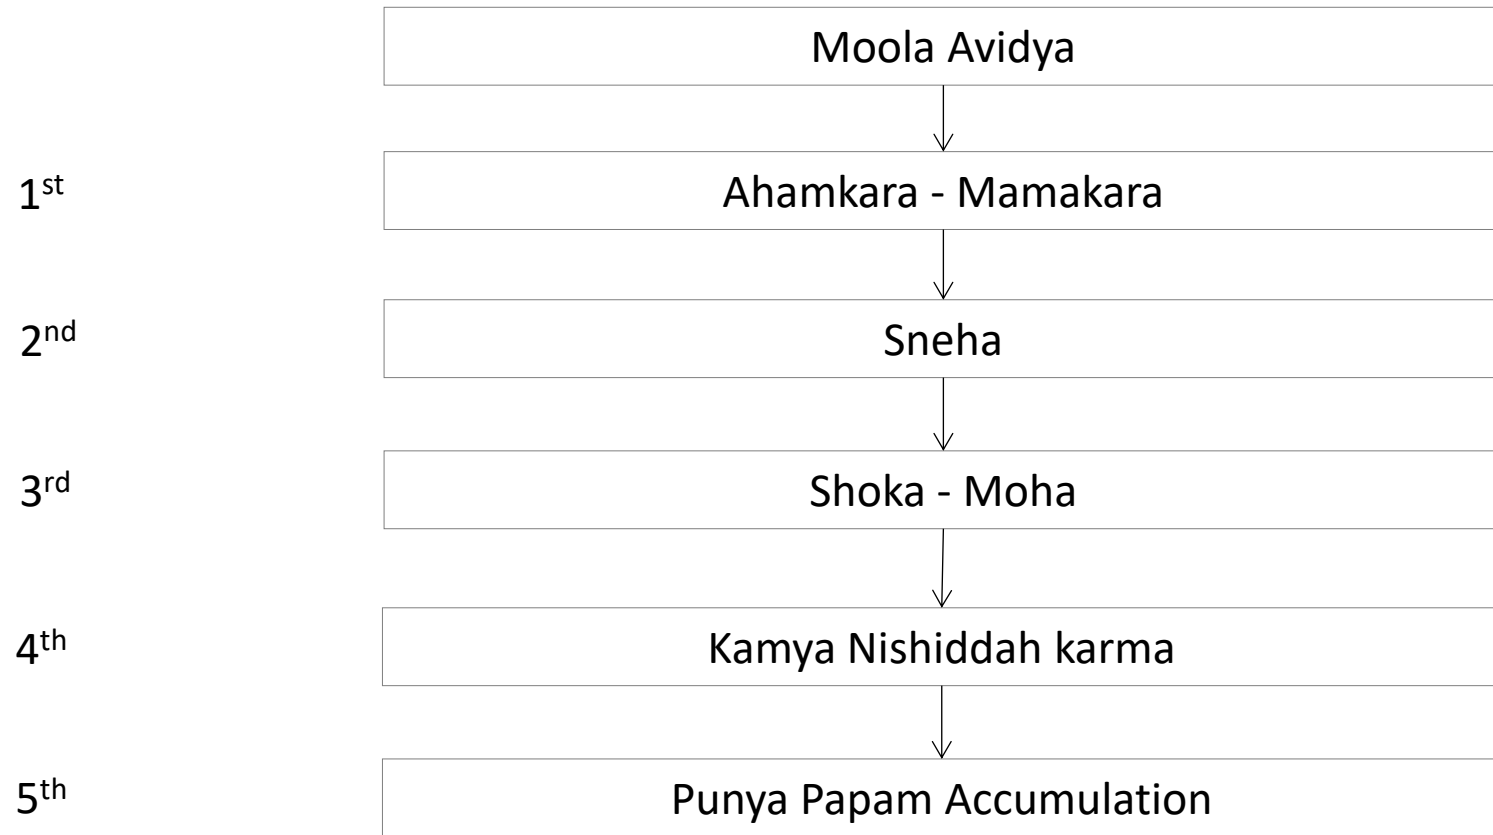 Moola Avidya
1st Ahamkara - Mamakara
2nd Sneha
3rd Shoka - Moha
4th Kamya Nishiddah karma
5th Punya Papam Accumulation